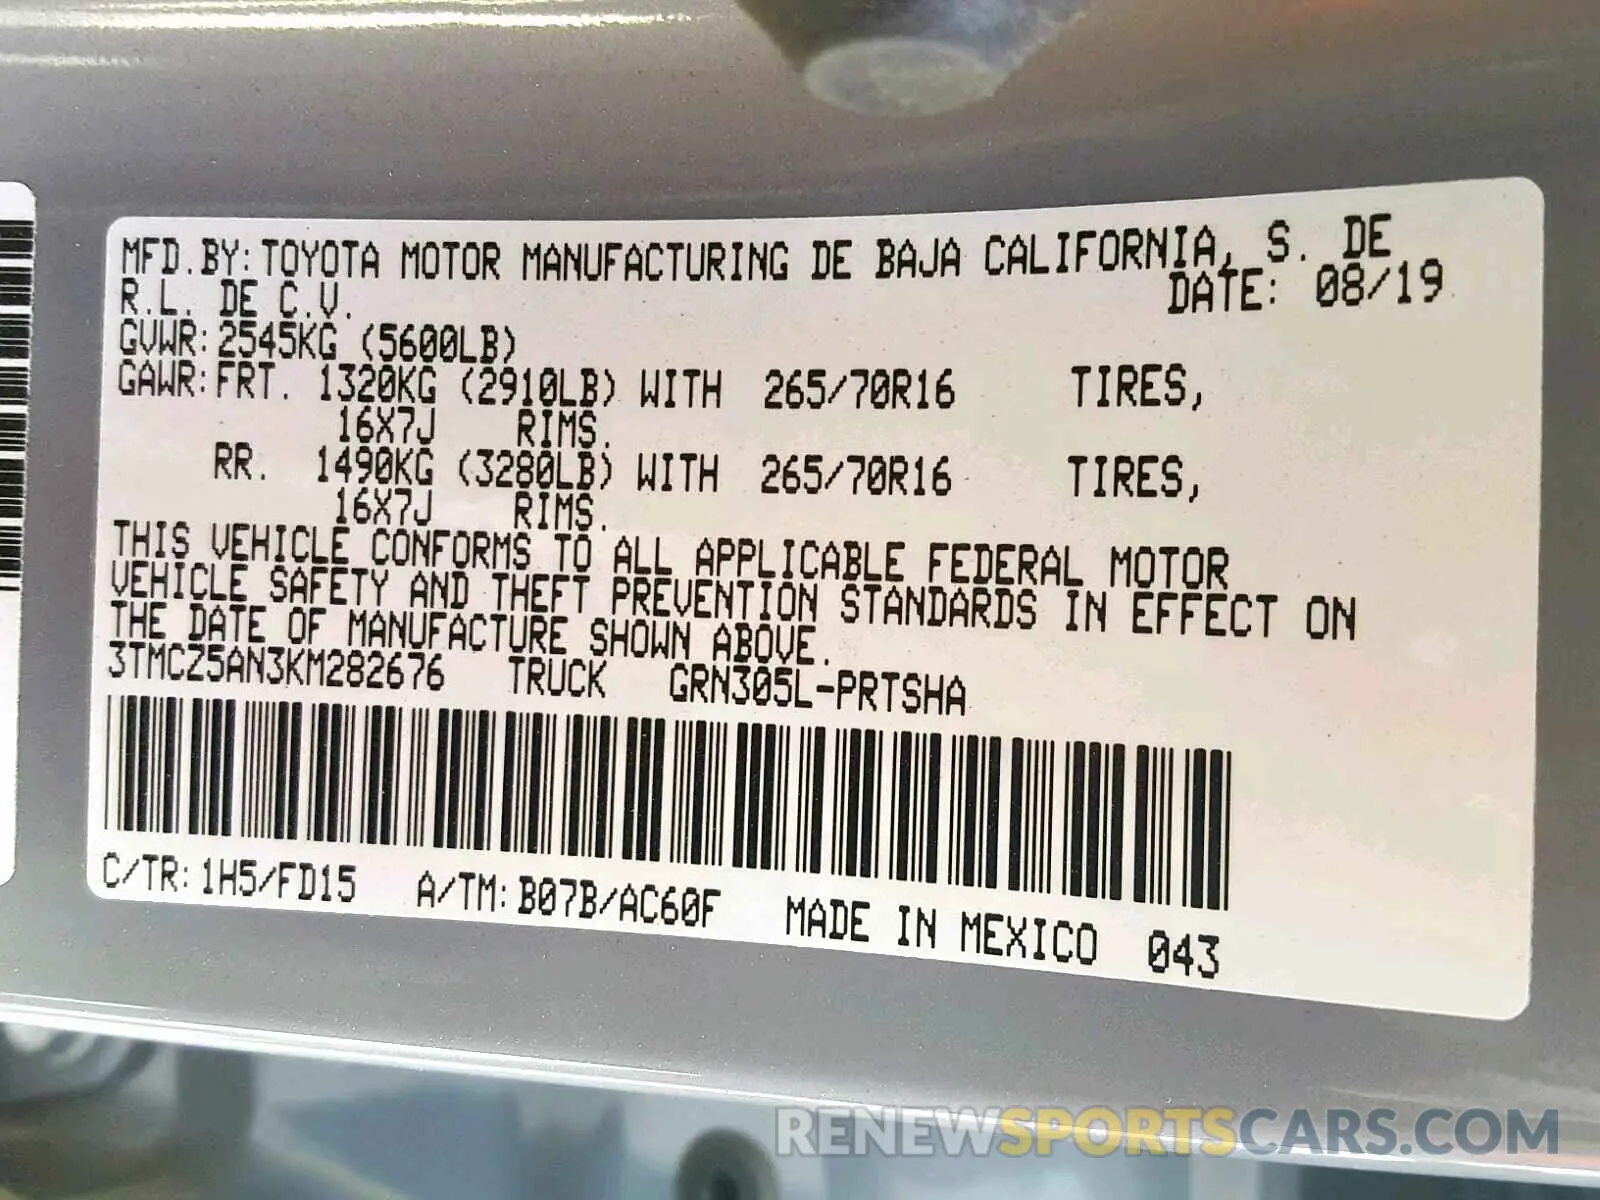 MFD.BY: TOYOTA MOTOR MANUFACTURING DE BAJA CALIFORNIA, S. DE
R.L. DE C.V. DATE: 08/19
GVWR: 2545KG (5600LB)
GAWR: FRT. 1320KG (2910LB) WITH 265/70R16 TIRES,
16X7J RIMS.
RR. 1490KG (3280LB) WITH 265/70R16 TIRES,
16X7J RIMS.
THIS VEHICLE CONFORMS TO ALL APPLICABLE FEDERAL MOTOR
VEHICLE SAFETY AND THEFT PREVENTION STANDARDS IN EFFECT ON
THE DATE OF MANUFACTURE SHOWN ABOVE.
3TMCZ5AN3KM282676 TRUCK GRN305L-PRTSHA
C/TR: 1H5/FD15 A/TM: B07B/AC60F MADE IN MEXICO 043
RENEWSPORTSCARS.COM